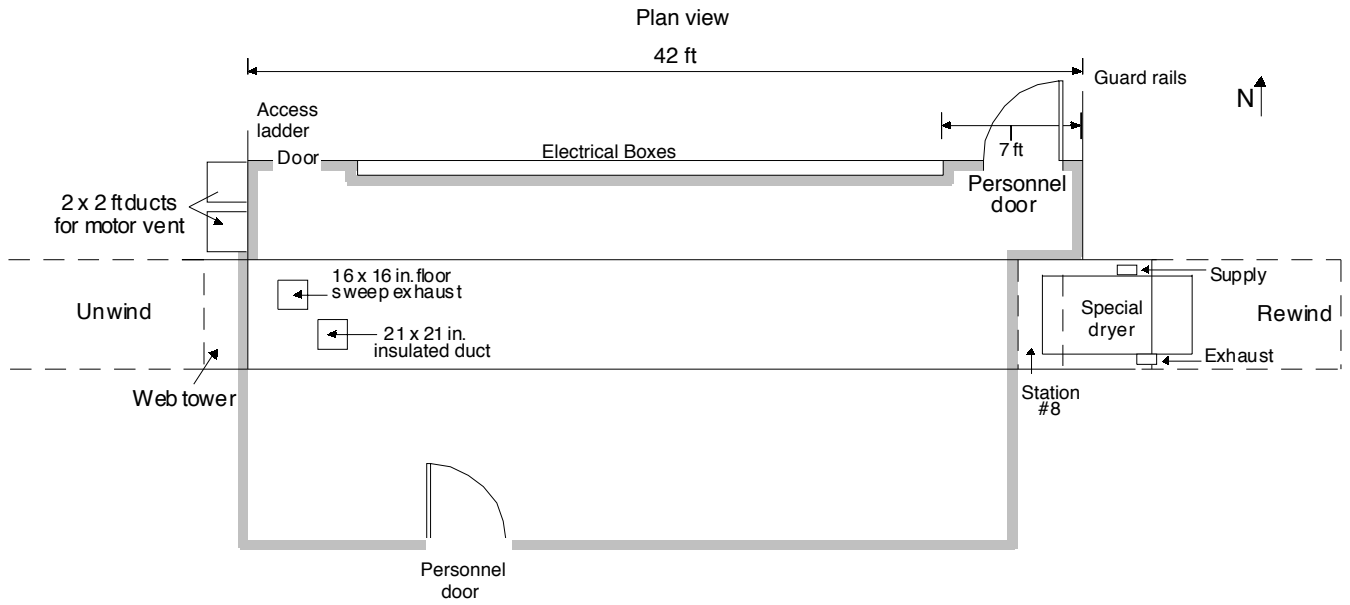 Plan view
42 ft
Guard rails
N
Access
ladder
Door
Electrical Boxes
7 ft
Personnel
door
2 x 2 ft ducts
for motor vent
16 x 16 in. floor
sweep exhaust
Supply
Unwind
Special
dryer
Rewind
21 x 21 in.
insulated duct
Exhaust
Web tower
Station
#8
Personnel
door